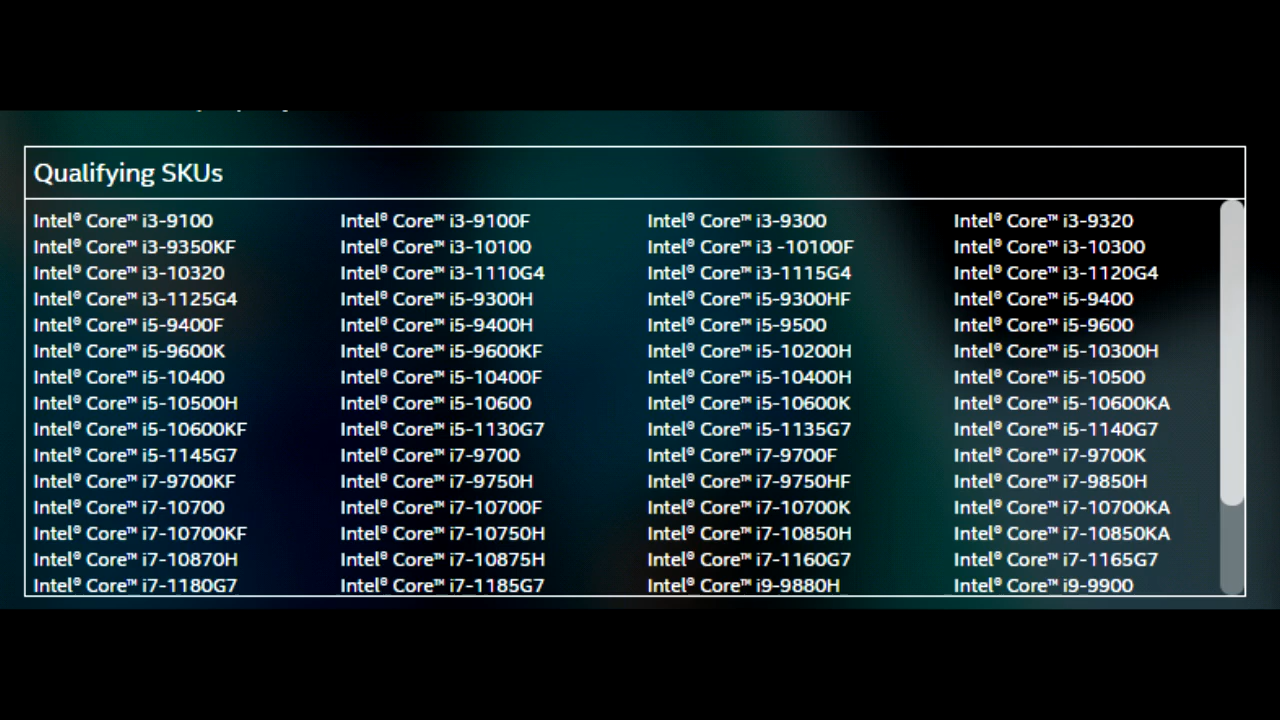 Qualifying SKUs
Intel® Core™ i3-9100 Intel® Core™ i3-9100F Intel® Core™ i3-9300 Intel® Core™ i3-9320
Intel® Core™ i3-9350KF Intel® Core™ i3-10100 Intel® Core™ i3 -10100F Intel® Core™ i3-10300
Intel® Core™ i3-10320 Intel® Core™ i3-1110G4 Intel® Core™ i3-1115G4 Intel® Core™ i3-1120G4
Intel® Core™ i3-1125G4 Intel® Core™ i5-9300H Intel® Core™ i5-9300HF Intel® Core™ i5-9400
Intel® Core™ i5-9400F Intel® Core™ i5-9400H Intel® Core™ i5-9500 Intel® Core™ i5-9600
Intel® Core™ i5-9600K Intel® Core™ i5-9600KF Intel® Core™ i5-10200H Intel® Core™ i5-10300H
Intel® Core™ i5-10400 Intel® Core™ i5-10400F Intel® Core™ i5-10400H Intel® Core™ i5-10500
Intel® Core™ i5-10500H Intel® Core™ i5-10600 Intel® Core™ i5-10600K Intel® Core™ i5-10600KA
Intel® Core™ i5-10600KF Intel® Core™ i5-1130G7 Intel® Core™ i5-1135G7 Intel® Core™ i5-1140G7
Intel® Core™ i5-1145G7 Intel® Core™ i7-9700 Intel® Core™ i7-9700F Intel® Core™ i7-9700K
Intel® Core™ i7-9700KF Intel® Core™ i7-9750H Intel® Core™ i7-9750HF Intel® Core™ i7-9850H
Intel® Core™ i7-10700 Intel® Core™ i7-10700F Intel® Core™ i7-10700K Intel® Core™ i7-10700KA
Intel® Core™ i7-10700KF Intel® Core™ i7-10750H Intel® Core™ i7-10850H Intel® Core™ i7-10850KA
Intel® Core™ i7-10870H Intel® Core™ i7-10875H Intel® Core™ i7-1160G7 Intel® Core™ i7-1165G7
Intel® Core™ i7-1180G7 Intel® Core™ i7-1185G7 Intel® Core™ i9-9880H Intel® Core™ i9-9900